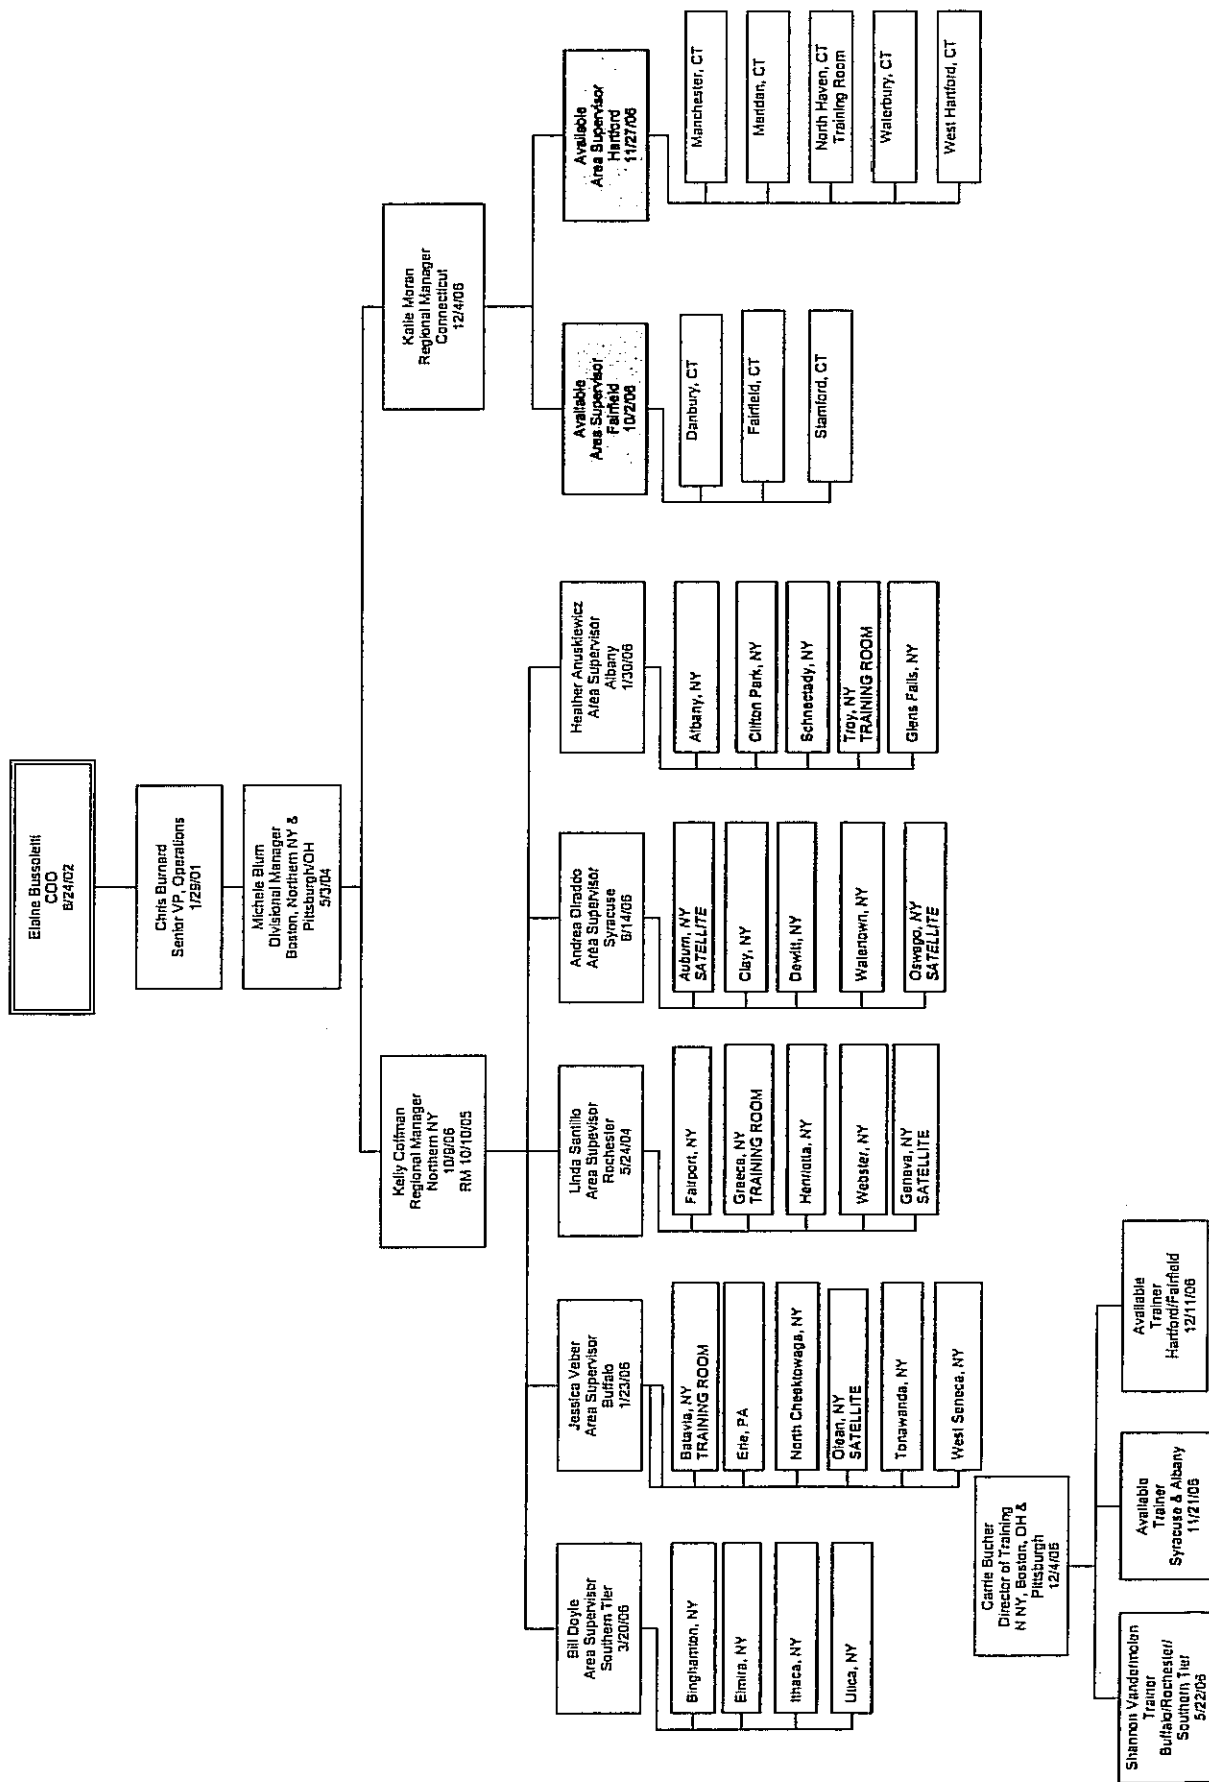 Elaine Bussoletti
COO
6/24/02
Chris Burnard
Senior VP, Operations
1/29/01
Michele Blum
Divisional Manager
Boston, Northern NY &
Pittsburgh/OH
5/3/04
Kelly Coffman
Regional Manager
Northern NY
10/9/06
RM 10/10/05
Katie Moran
Regional Manager
Connecticut
12/4/06
Bill Doyle
Area Supervisor
Southern Tier
3/20/06
Jessica Veber
Area Supervisor
Buffalo
1/23/06
Linda Santillo
Area Supevisor
Rochester
5/24/04
Andrea Diraddo
Area Supervisor
Syracuse
6/14/06
Heather Anuskiewicz
Area Supervisor
Albany
1/30/06
Available
Area Supervisor
Fairfield
10/2/06
Available
Area Supervisor
Hartford
11/27/06
Binghamton, NY
Elmira, NY
Ithaca, NY
Utica, NY
Batavia, NY
TRAINING ROOM
Erie, PA
North Cheektowaga, NY
Olean, NY
SATELLITE
Tonawanda, NY
West Seneca, NY
Fairport, NY
Greece, NY
TRAINING ROOM
Henrietta, NY
Webster, NY
Geneva, NY
SATELLITE
Auburn, NY
SATELLITE
Clay, NY
Dewitt, NY
Watertown, NY
Oswego, NY
SATELLITE
Albany, NY
Clifton Park, NY
Schnectady, NY
Troy, NY
TRAINING ROOM
Glens Falls, NY
Danbury, CT
Fairfield, CT
Stamford, CT
Manchester, CT
Meridan, CT
North Haven, CT
Training Room
Waterbury, CT
West Hartford, CT
Carrie Bucher
Director of Training
N NY, Boston, OH &
Pittsburgh
12/4/06
Shannon Vandermolen
Trainer
Buffalo/Rochester/
Southern Tier
5/22/06
Available
Trainer
Syracuse & Albany
11/21/06
Available
Trainer
Hartford/Fairfield
12/11/06